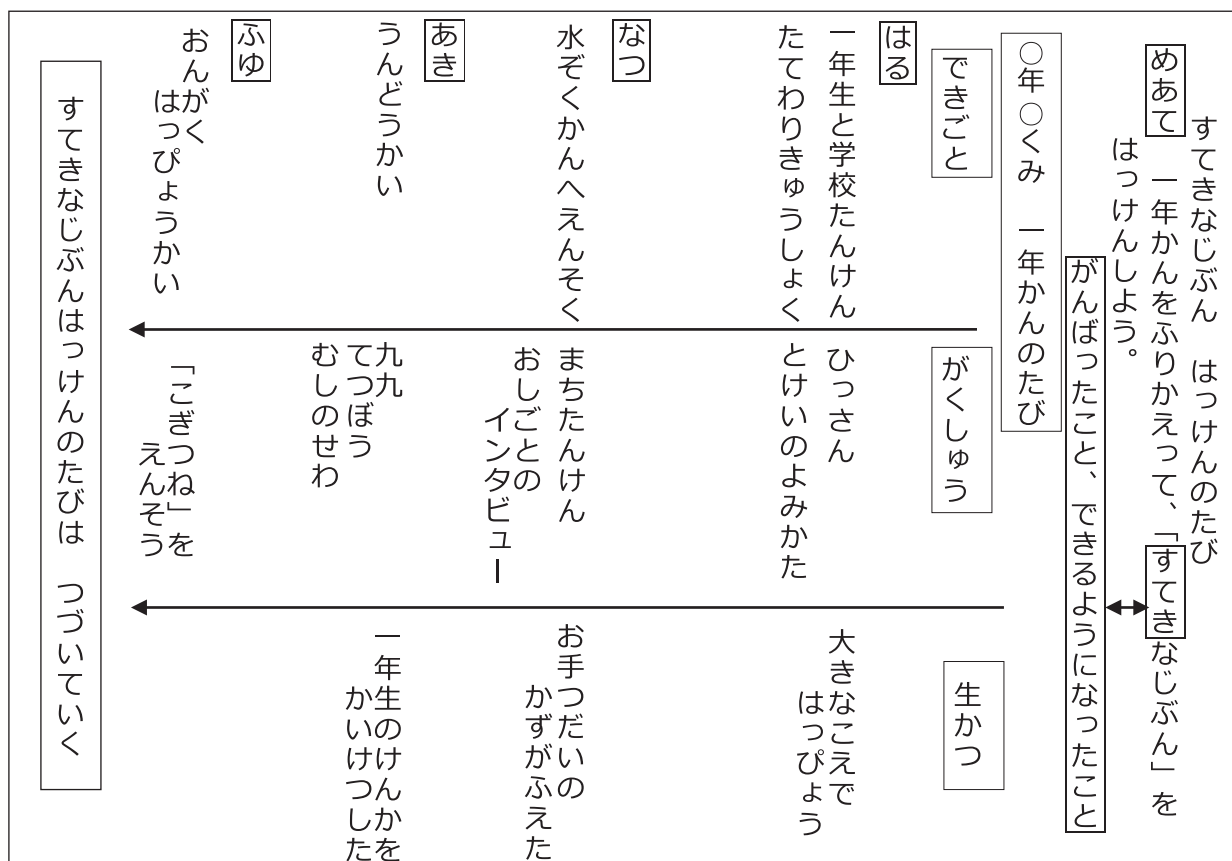 すてきなじぶん　はっけんのたび
めあて　一年かんをふりかえって、「すてきなじぶん」を
はっけんしよう。
がんばったこと、できるようになったこと
○年○くみ　一年かんのたび
できごと
がくしゅう
生かつ
はる
一年生と学校たんけん
たてわりきゅうしょく
ひっさん
とけいのよみかた
大きなこえで
はっぴょう
なつ
水ぞくかんへえんそく
まちたんけん
おしごとの
インタビュー
お手つだいの
かずがふえた
あき
うんどうかい
九九
てつぼう
むしのせわ
一年生のけんかを
かいけつした
ふゆ
おんがく
はっぴょうかい
「こぎつね」を
えんそう
すてきなじぶんはっけんのたびは　つづいていく